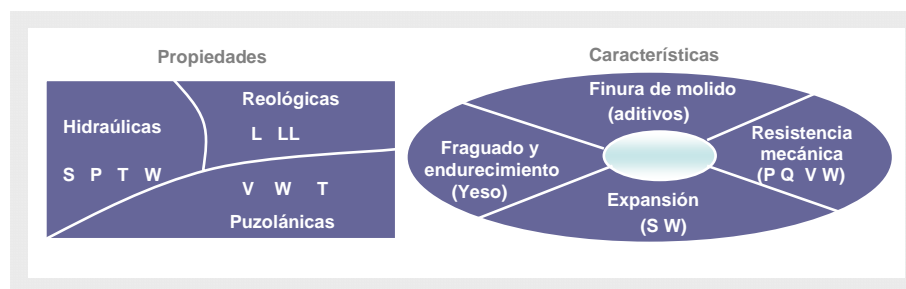 Propiedades
Hidraúlicas
S P T W
Reológicas
L LL
V W T
Puzolánicas
Características
Finura de molido
(aditivos)
Fraguado y
endurecimiento
(Yeso)
Resistencia
mecánica
(P Q V W)
Expansión
(S W)